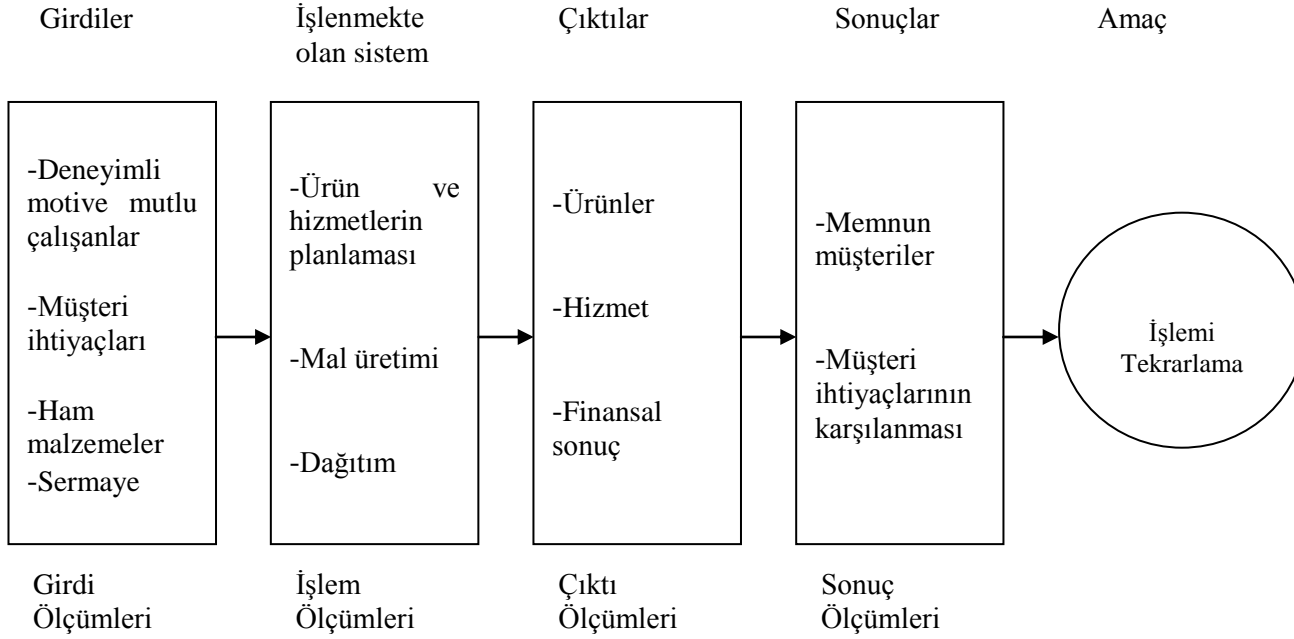 Girdiler
İşlenmekte
olan sistem
Çıktılar
Sonuçlar
Amaç
-Deneyimli
motive mutlu
çalışanlar
-Müşteri
ihtiyaçları
-Ham
malzemeler
-Sermaye
-Ürün ve
hizmetlerin
planlaması
-Mal üretimi
-Dağıtım
-Ürünler
-Hizmet
-Finansal
sonuç
-Memnun
müşteriler
-Müşteri
ihtiyaçlarının
karşılanması
İşlemi
Tekrarlama
Girdi
Ölçümleri
İşlem
Ölçümleri
Çıktı
Ölçümleri
Sonuç
Ölçümleri